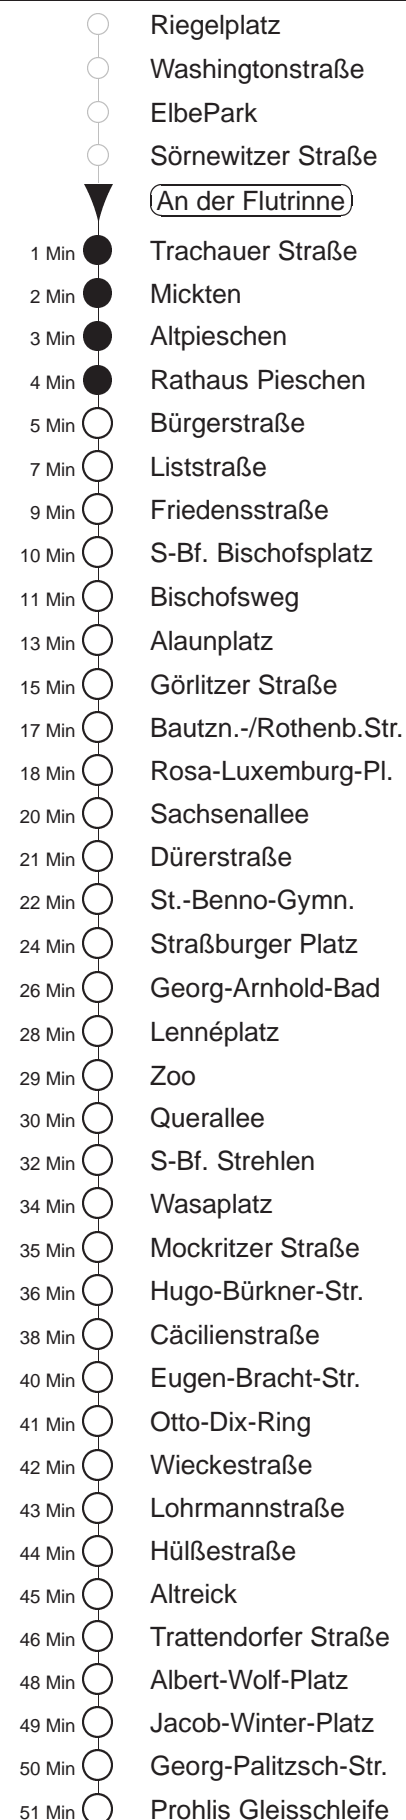 Riegelplatz
Washingtonstraße
ElbePark
Sörnewitzer Straße
An der Flutrinne
1 Min Trachauer Straße
2 Min Mickten
3 Min Altpieschen
4 Min Rathaus Pieschen
5 Min Bürgerstraße
7 Min Liststraße
9 Min Friedensstraße
10 Min S-Bf. Bischofsplatz
11 Min Bischofsweg
13 Min Alaunplatz
15 Min Görlitzer Straße
17 Min Bautzn.-/Rothenb.Str.
18 Min Rosa-Luxemburg-Pl.
20 Min Sachsenallee
21 Min Dürerstraße
22 Min St.-Benno-Gymn.
24 Min Straßburger Platz
26 Min Georg-Arnhold-Bad
28 Min Lennéplatz
29 Min Zoo
30 Min Querallee
32 Min S-Bf. Strehlen
34 Min Wasaplatz
35 Min Mockritzer Straße
36 Min Hugo-Bürkner-Str.
38 Min Cäcilienstraße
40 Min Eugen-Bracht-Str.
41 Min Otto-Dix-Ring
42 Min Wieckestraße
43 Min Lohrmannstraße
44 Min Hülßestraße
45 Min Altreick
46 Min Trattendorfer Straße
48 Min Albert-Wolf-Platz
49 Min Jacob-Winter-Platz
50 Min Georg-Palitzsch-Str.
51 Min Prohlis Gleisschleife